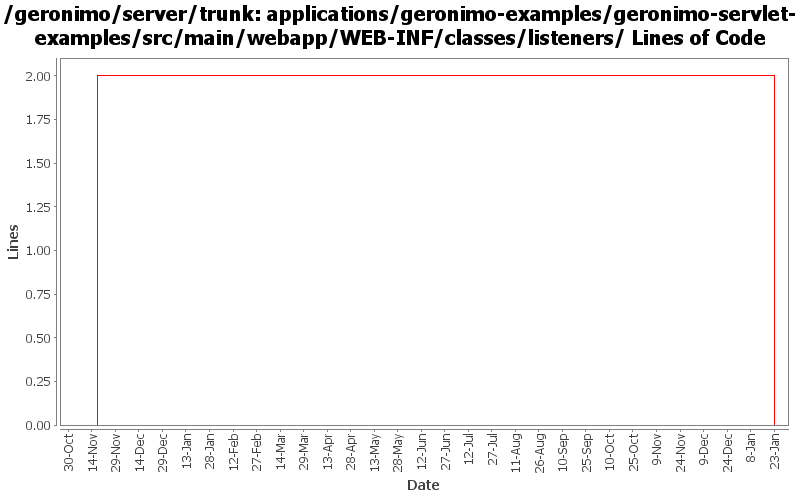 /geronimo/server/trunk: applications/geronimo-examples/geronimo-servlet-
examples/src/main/webapp/WEB-INF/classes/listeners/ Lines of Code
2.00
1.75
1.50
1.25
1.00
0.75
0.50
0.25
0.00
Lines
30-Oct
14-Nov
29-Nov
14-Dec
29-Dec
13-Jan
28-Jan
12-Feb
27-Feb
14-Mar
29-Mar
13-Apr
28-Apr
13-May
28-May
12-Jun
27-Jun
12-Jul
27-Jul
11-Aug
26-Aug
10-Sep
25-Sep
10-Oct
25-Oct
9-Nov
24-Nov
9-Dec
24-Dec
8-Jan
23-Jan
Date